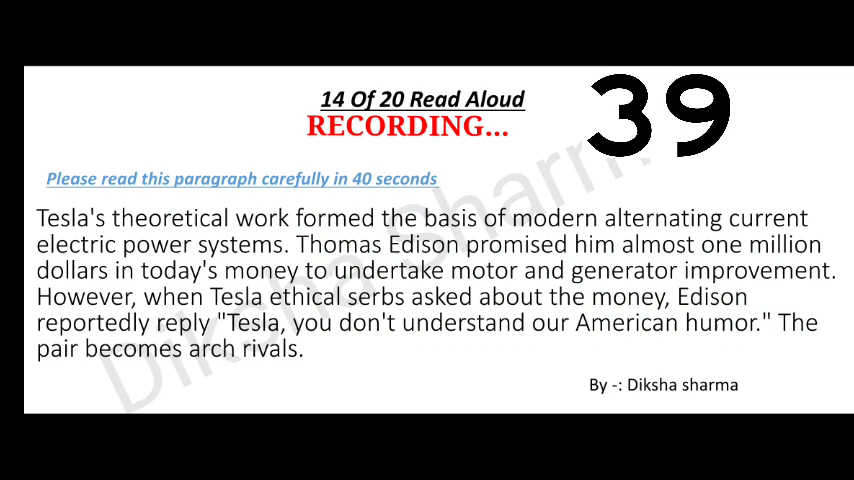 14 Of 20 Read Aloud
39
RECORDING...
Please read this paragraph carefully in 40 seconds
Tesla's theoretical work formed the basis of modern alternating current
electric power systems. Thomas Edison promised him almost one million
dollars in today's money to undertake motor and generator improvement.
However, when Tesla ethical serbs asked about the money, Edison
reportedly reply "Tesla, you don't understand our American humor." The
pair becomes arch rivals.
By -: Diksha sharma
Diksha Sharma